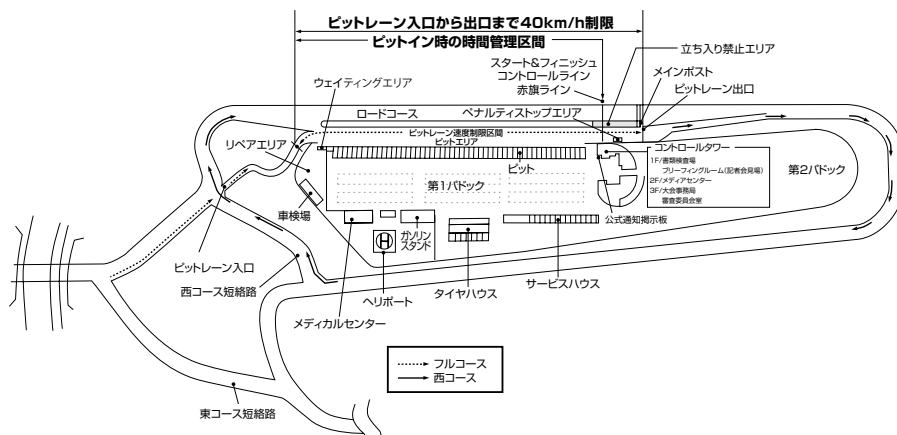 ピットレーン入口から出口まで40km/h制限
ピットイン時の時間管理区間
立ち入り禁止エリア
スタート&フィニッシュ
コントロールライン
赤旗ライン
メインポスト
ピットレーン出口
ウェイティングエリア
ロードコース
ペナルティストップエリア
ピットレーン速度制限区間
ピットエリア
リペアエリア
ピット
コントロールタワー
1F/書類検査場
ブリーフィングルーム(記者会見場)
2F/メディアセンター
3F/大会事務局
審査委員会室
第1パドック
第2パドック
車検場
ガソリン
スタンド
公式通知掲示板
H
ピットレーン入口
西コース短絡路
ヘリポート
タイヤハウス
サービスハウス
メディカルセンター
フルコース
西コース
東コース短絡路